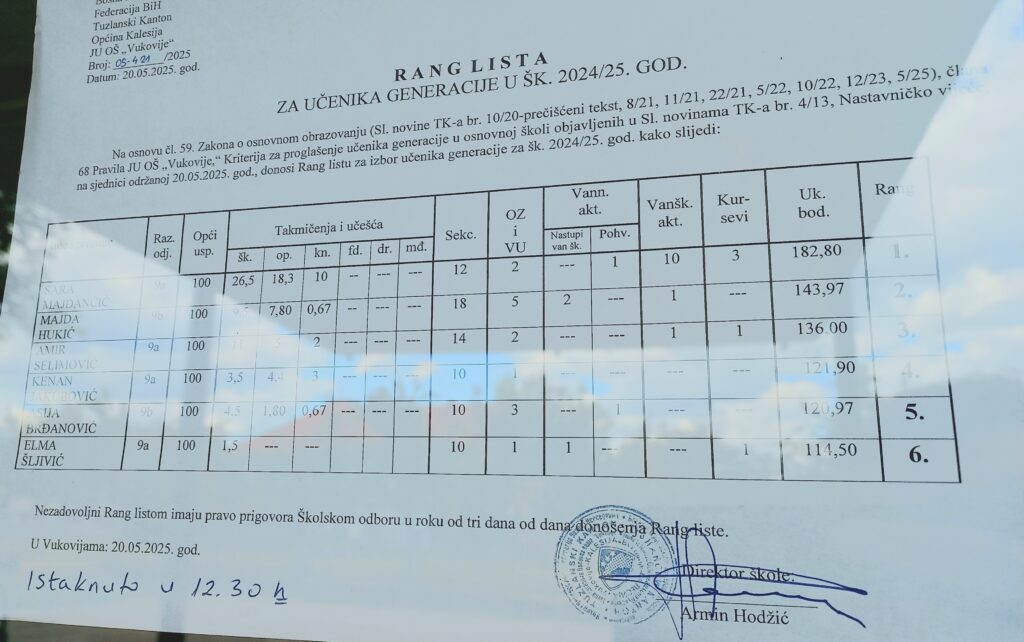 Federacija BiH
Tuzlanski Kanton
Općina Kalesija
JU OŠ „Vukovije"
Broj: 05-421 /2025
Datum: 20.05.2025. god.
RANG LISTA
ZA UČENIKA GENERACIJE U ŠK. 2024/25. GOD.
Na osnovu čl. 59. Zakona o osnovnom obrazovanju (Sl. novine TK-a br. 10/20-prečišćeni tekst, 8/21, 11/21, 22/21, 5/22, 10/22, 12/23, 5/25),
68 Pravila JU OŠ „Vukovije," Kriterija za proglašenje učenika generacije u osnovnoj školi objavljenih u Sl. novinama TK-a br. 4/13, Nastavničko
na sjednici održanoj 20.05.2025. god., donosi Rang listu za izbor učenika generacije za šk. 2024/25. god. kako slijedi:
Raz. odj. Opći usp. Takmičenja i učešća Sekc. OZ i VU Vann. akt. Vanšk. akt. Kur-sevi Uk. bod. Rang
šk. op. kn. fd. dr. mđ. Nastupi van šk. Pohv.
SARA MAJDANČIĆ 9a 100 26,5 18,3 10 -- -- --- 12 2 --- 1 10 3 182,80 1.
MAJDA HUKIĆ 9b 100 7,80 0,67 -- --- --- 18 5 2 --- 1 --- 143,97 2.
AMIR SELIMOVIĆ 9a 100 2 --- --- --- 14 2 1 1 136.00 3.
KENAN JAKUBOVIĆ 9a 100 3,5 4,4 3 --- --- --- 10 1 --- --- --- --- 121,90 4.
BRĐANOVIĆ 9b 100 4,5 1,80 0,67 --- --- --- 10 3 --- 1 --- --- 120,97 5.
ELMA ŠLJIVIĆ 9a 100 1,5 --- --- --- --- --- 10 1 1 --- --- 1 114,50 6.
Nezadovoljni Rang listom imaju pravo prigovora Školskom odboru u roku od tri dana od dana donošenja Rang liste.
U Vukovijama: 20.05.2025. god.
Istaknuto u 12.30 h
Direktor škole:
Armin Hodžić